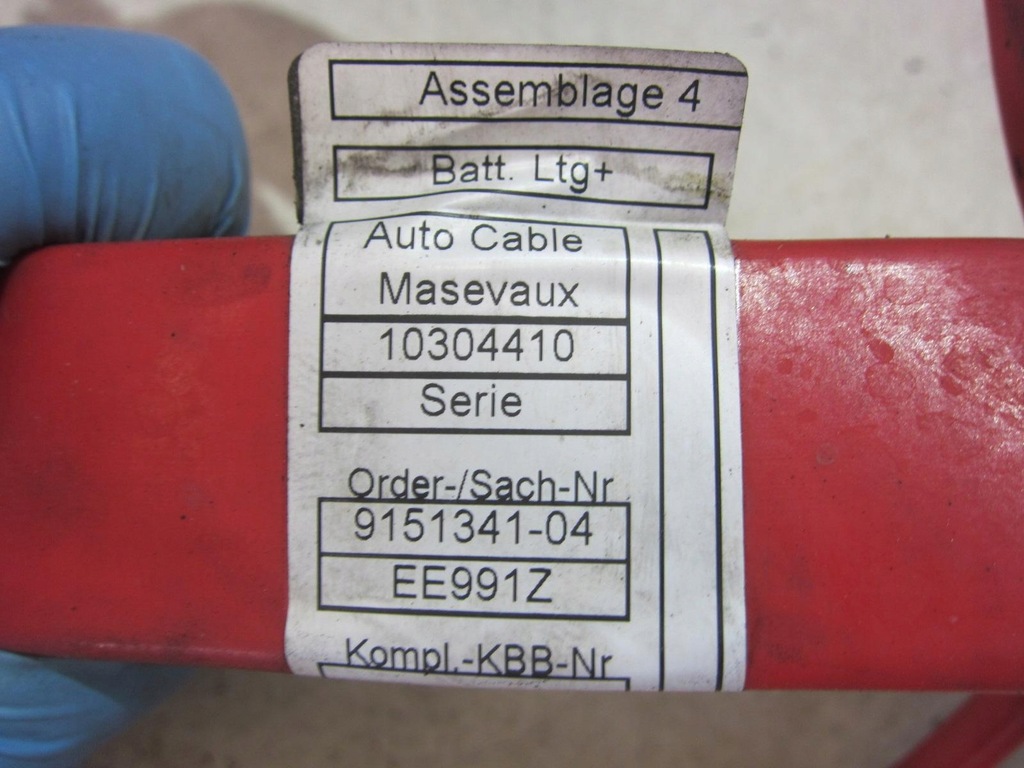 Assemblage 4
Batt. Ltg+
Auto Cable
Masevaux
10304410
Serie
Order-/Sach-Nr
9151341-04
EE991Z
Kompl.-KBB-Nr